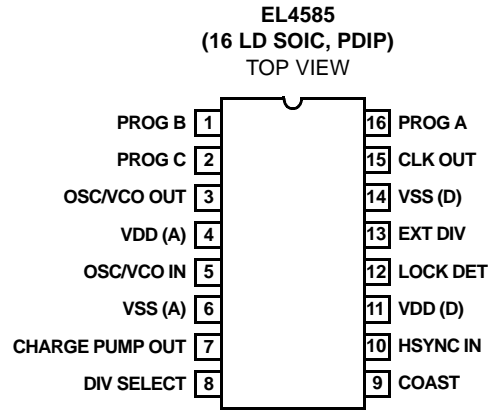 EL4585
(16 LD SOIC, PDIP)
TOP VIEW
PROG B 1 16 PROG A
PROG C 2 15 CLK OUT
OSC/VCO OUT 3 14 VSS (D)
VDD (A) 4 13 EXT DIV
OSC/VCO IN 5 12 LOCK DET
VSS (A) 6 11 VDD (D)
CHARGE PUMP OUT 7 10 HSYNC IN
DIV SELECT 8 9 COAST